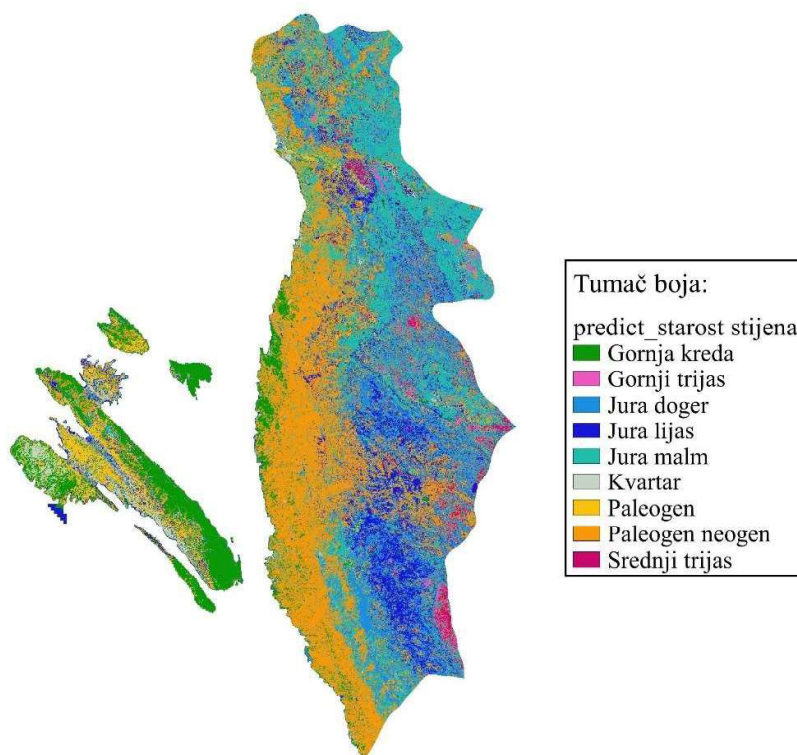 Tumač boja:
predict_starost stijena
Gornja kreda
Gornji trijas
Jura doger
Jura lijas
Jura malm
Kvartar
Paleogen
Paleogen neogen
Srednji trijas